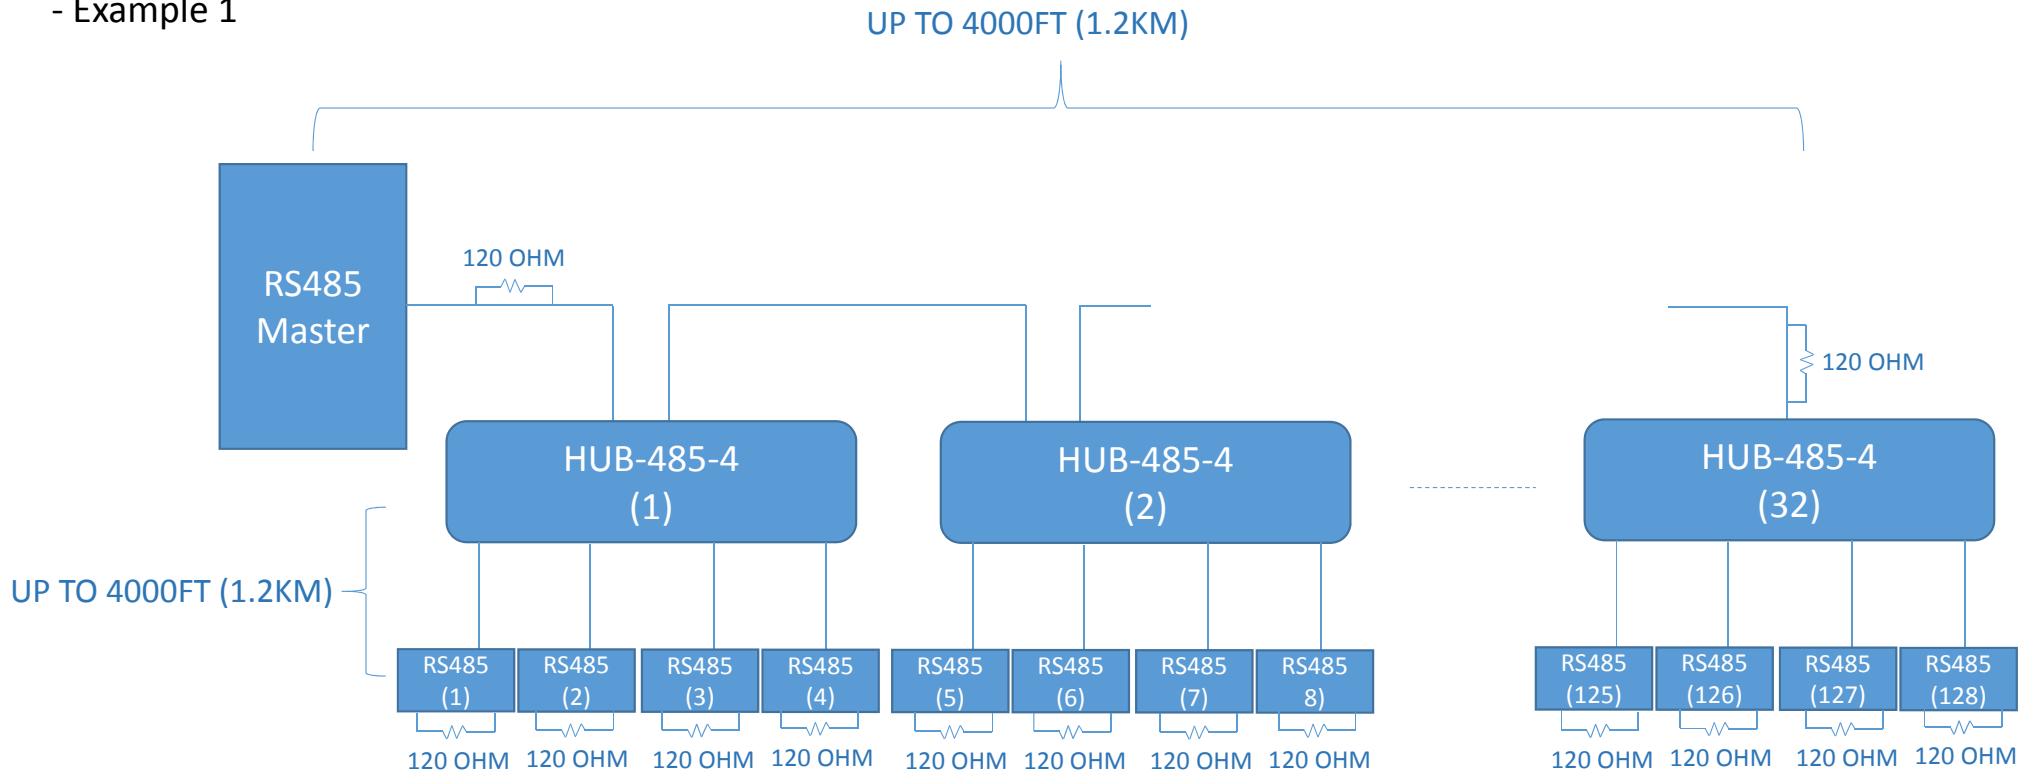 - Example 1
UP TO 4000FT (1.2KM)
RS485
Master
120 OHM
120 OHM
HUB-485-4
(1)
HUB-485-4
(2)
HUB-485-4
(32)
UP TO 4000FT (1.2KM)
RS485
(1)
RS485
(2)
RS485
(3)
RS485
(4)
RS485
(5)
RS485
(6)
RS485
(7)
RS485
8)
RS485
(125)
RS485
(126)
RS485
(127)
RS485
(128)
120 OHM
120 OHM
120 OHM
120 OHM
120 OHM
120 OHM
120 OHM
120 OHM
120 OHM
120 OHM
120 OHM
120 OHM